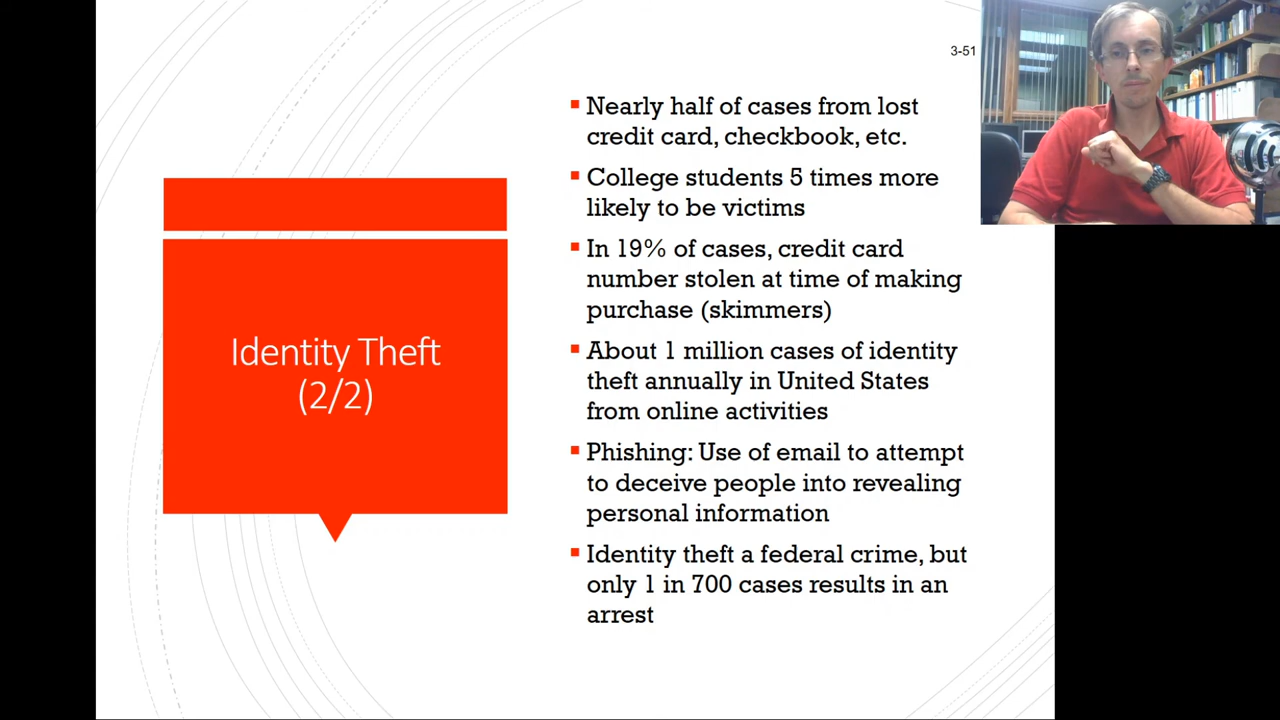 3-51
Identity Theft
(2/2)
▪ Nearly half of cases from lost
credit card, checkbook, etc.
▪ College students 5 times more
likely to be victims
▪ In 19% of cases, credit card
number stolen at time of making
purchase (skimmers)
▪ About 1 million cases of identity
theft annually in United States
from online activities
▪ Phishing: Use of email to attempt
to deceive people into revealing
personal information
▪ Identity theft a federal crime, but
only 1 in 700 cases results in an
arrest